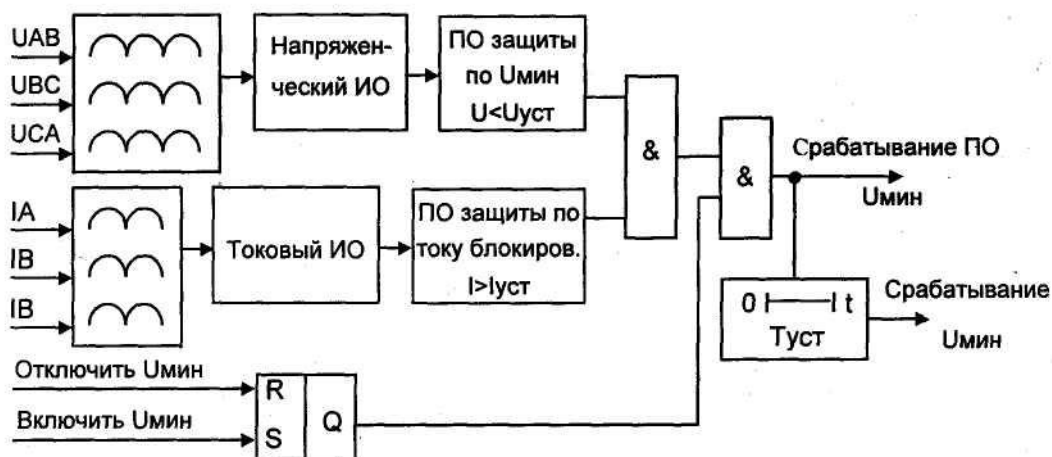 UAB
UBC
UCA
Напряжен-
ческий ИО
ПО защиты
по Uмин
U<Uуст
&
&
Срабатывание ПО
Uмин
IA
IB
IB
Токовый ИО
ПО защиты по
току блокиров.
I>Iуст
0 t
Туст
Срабатывание
Uмин
Отключить Uмин
Включить Uмин
R
S
Q